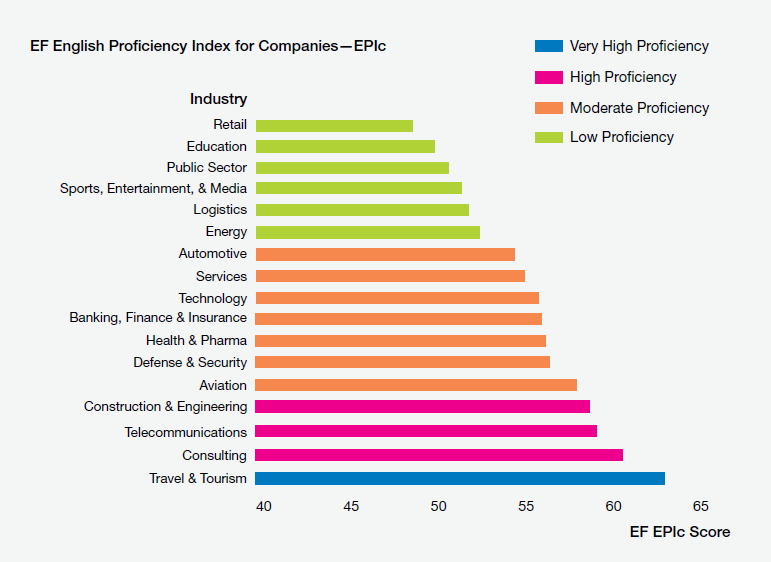 EF English Proficiency Index for Companies—EPIc
Very High Proficiency
High Proficiency
Moderate Proficiency
Low Proficiency
Industry
Retail
Education
Public Sector
Sports, Entertainment, & Media
Logistics
Energy
Automotive
Services
Technology
Banking, Finance & Insurance
Health & Pharma
Defense & Security
Aviation
Construction & Engineering
Telecommunications
Consulting
Travel & Tourism
40 45 50 55 60 65
EF EPIc Score